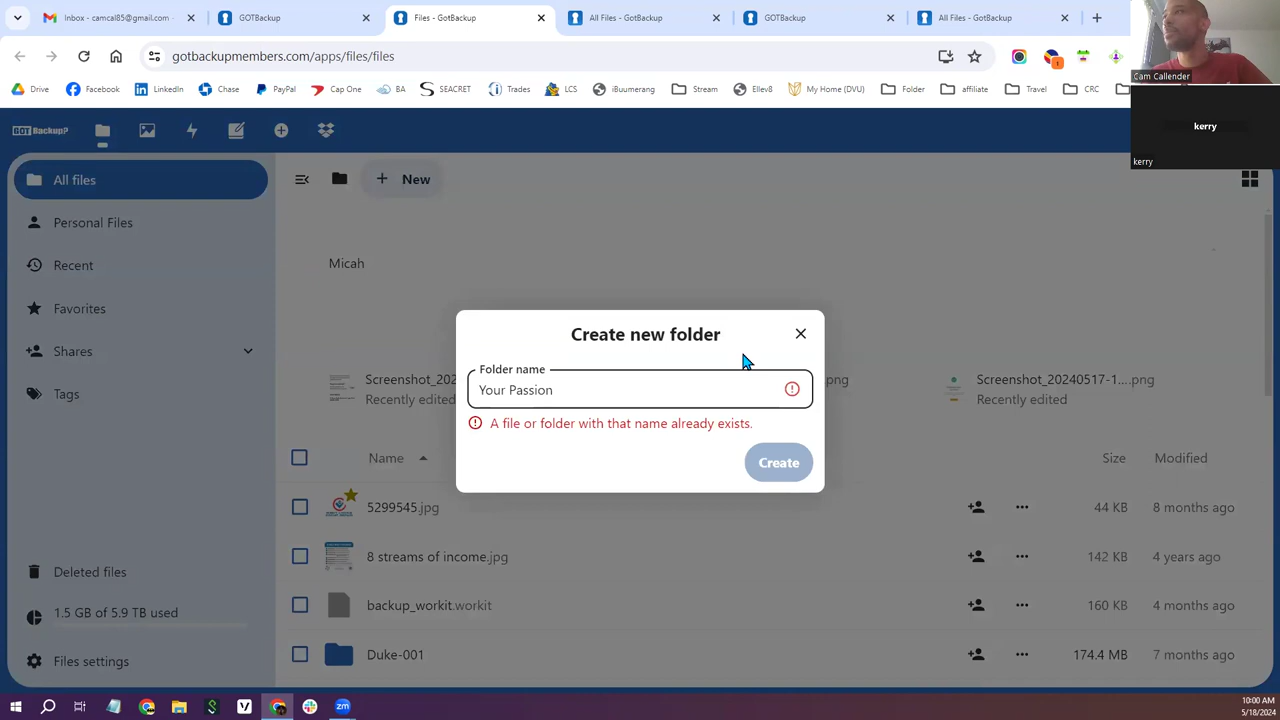 Inbox - camcal85@gmail.com
GOTBackup
Files - GotBackup
All Files - GotBackup
GOTBackup
All Files - GotBackup
gotbackupmembers.com/apps/files/files
Cam Callender
Drive
Facebook
LinkedIn
Chase
PayPal
Cap One
BA
SEACRET
Trades
LCS
iBuumerang
Stream
Ellev8
My Home (DVU)
Folder
affiliate
Travel
CRC
kerry
kerry
GOTBackup?
All files
New
Personal Files
Recent
Micah
Favorites
Shares
Tags
Create new folder
Folder name
Your Passion
A file or folder with that name already exists.
Create
Screenshot_20
Recently edited
png
Screenshot_20240517-1....png
Recently edited
Name
Size
Modified
5299545.jpg
44 KB
8 months ago
8 streams of income.jpg
142 KB
4 years ago
backup_workit.workit
160 KB
4 months ago
Duke-001
174.4 MB
7 months ago
Deleted files
1.5 GB of 5.9 TB used
Files settings
10:00 AM
5/18/2024